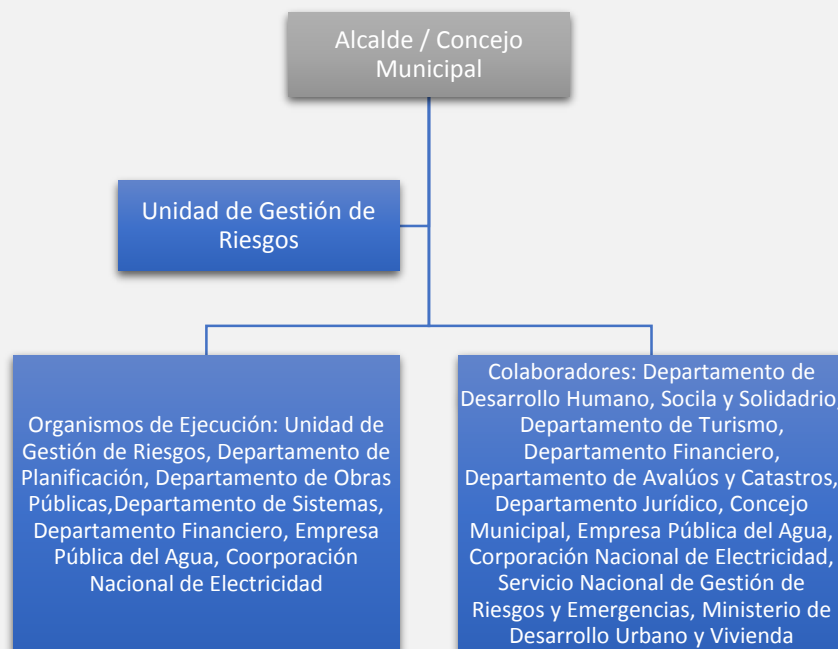 Alcalde / Concejo
Municipal
Unidad de Gestión de
Riesgos
Organismos de Ejecución: Unidad de
Gestión de Riesgos, Departamento de
Planificación, Departamento de Obras
Públicas,Departamento de Sistemas,
Departamento Financiero, Empresa
Pública del Agua, Coorporación
Nacional de Electricidad
Colaboradores: Departamento de
Desarrollo Humano, Socila y Solidadrio,
Departamento de Turismo,
Departamento Financiero,
Departamento de Avalúos y Catastros,
Departamento Jurídico, Concejo
Municipal, Empresa Pública del Agua,
Corporación Nacional de Electricidad,
Servicio Nacional de Gestión de
Riesgos y Emergencias, Ministerio de
Desarrollo Urbano y Vivienda